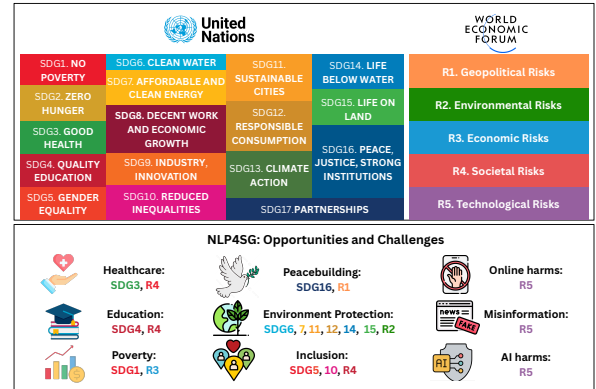 United
Nations
WORLD
ECONOMIC
FORUM
SDG1. NO
POVERTY
SDG2. ZERO
HUNGER
SDG3. GOOD
HEALTH
SDG4. QUALITY
EDUCATION
SDG5. GENDER
EQUALITY
SDG6. CLEAN WATER
SDG7. AFFORDABLE AND
CLEAN ENERGY
SDG8. DECENT WORK
AND ECONOMIC
GROWTH
SDG9. INDUSTRY,
INNOVATION
SDG10. REDUCED
INEQUALITIES
SDG11.
SUSTAINABLE
CITIES
SDG12.
RESPONSIBLE
CONSUMPTION
SDG13. CLIMATE
ACTION
SDG14. LIFE
BELOW WATER
SDG15. LIFE ON
LAND
SDG16. PEACE,
JUSTICE, STRONG
INSTITUTIONS
SDG17.PARTNERSHIPS
R1. Geopolitical Risks
R2. Environmental Risks
R3. Economic Risks
R4. Societal Risks
R5. Technological Risks
NLP4SG: Opportunities and Challenges
Healthcare:
SDG3, R4
Peacebuilding:
SDG16, R1
Online harms:
R5
Education:
SDG4, R4
Environment Protection:
SDG6, 7, 11, 12, 14, 15, R2
news
FAKE
Misinformation:
R5
Poverty:
SDG1, R3
Inclusion:
SDG5, 10, R4
AI
AI harms:
R5